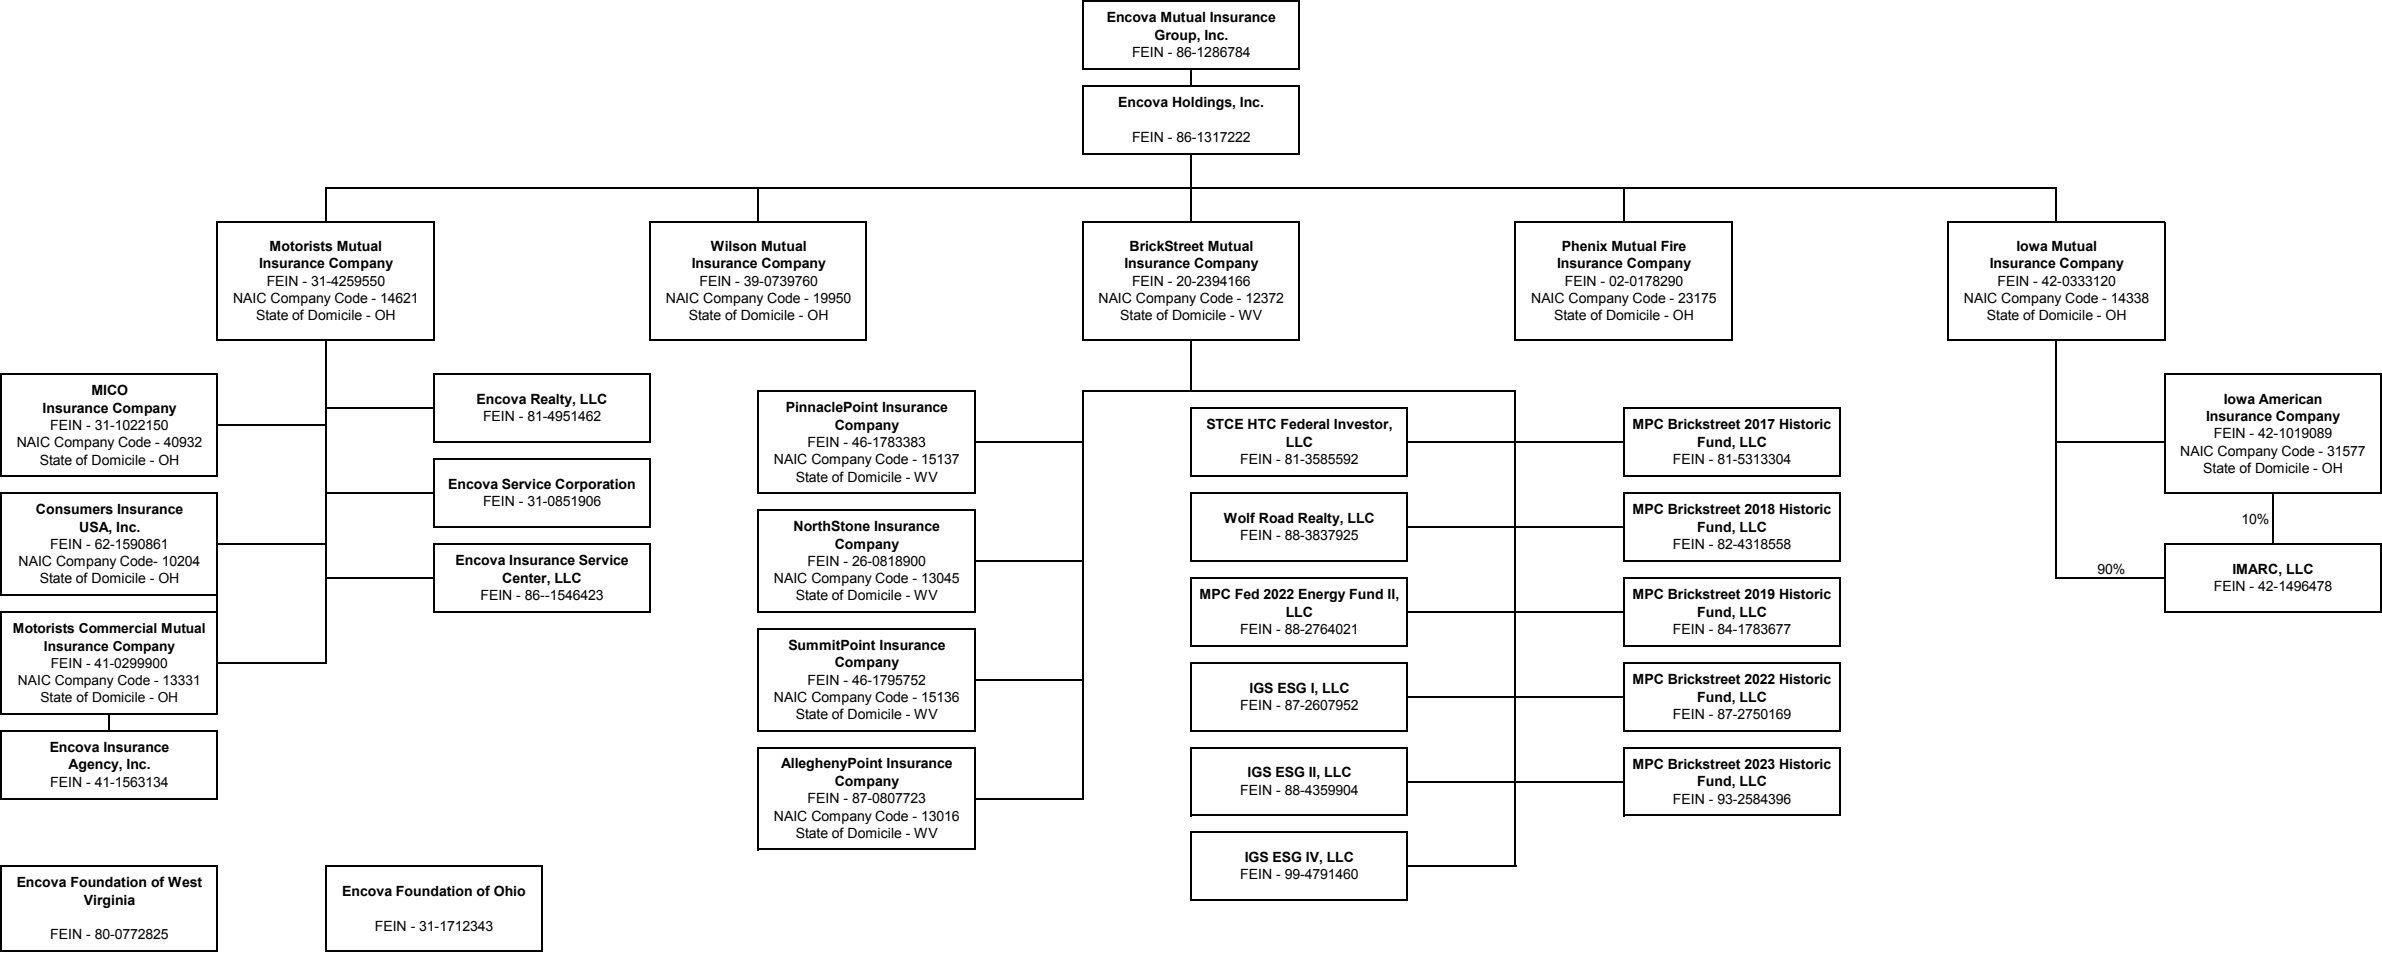 Encova Mutual Insurance
Group, Inc.
FEIN - 86-1286784
Encova Holdings, Inc.
FEIN - 86-1317222
Motorists Mutual
Insurance Company
FEIN - 31-4259550
NAIC Company Code - 14621
State of Domicile - OH
Wilson Mutual
Insurance Company
FEIN - 39-0739760
NAIC Company Code - 19950
State of Domicile - OH
BrickStreet Mutual
Insurance Company
FEIN - 20-2394166
NAIC Company Code - 12372
State of Domicile - WV
Phenix Mutual Fire
Insurance Company
FEIN - 02-0178290
NAIC Company Code - 23175
State of Domicile - OH
Iowa Mutual
Insurance Company
FEIN - 42-0333120
NAIC Company Code - 14338
State of Domicile - OH
MICO
Insurance Company
FEIN - 31-1022150
NAIC Company Code - 40932
State of Domicile - OH
Consumers Insurance
USA, Inc.
FEIN - 62-1590861
NAIC Company Code- 10204
State of Domicile - OH
Motorists Commercial Mutual
Insurance Company
FEIN - 41-0299900
NAIC Company Code - 13331
State of Domicile - OH
Encova Insurance
Agency, Inc.
FEIN - 41-1563134
Encova Realty, LLC
FEIN - 81-4951462
Encova Service Corporation
FEIN - 31-0851906
Encova Insurance Service
Center, LLC
FEIN - 86--1546423
PinnaclePoint Insurance
Company
FEIN - 46-1783383
NAIC Company Code - 15137
State of Domicile - WV
NorthStone Insurance
Company
FEIN - 26-0818900
NAIC Company Code - 13045
State of Domicile - WV
SummitPoint Insurance
Company
FEIN - 46-1795752
NAIC Company Code - 15136
State of Domicile - WV
AlleghenyPoint Insurance
Company
FEIN - 87-0807723
NAIC Company Code - 13016
State of Domicile - WV
STCE HTC Federal Investor,
LLC
FEIN - 81-3585592
Wolf Road Realty, LLC
FEIN - 88-3837925
MPC Fed 2022 Energy Fund II,
LLC
FEIN - 88-2764021
IGS ESG I, LLC
FEIN - 87-2607952
IGS ESG II, LLC
FEIN - 88-4359904
IGS ESG IV, LLC
FEIN - 99-4791460
MPC Brickstreet 2017 Historic
Fund, LLC
FEIN - 81-5313304
MPC Brickstreet 2018 Historic
Fund, LLC
FEIN - 82-4318558
MPC Brickstreet 2019 Historic
Fund, LLC
FEIN - 84-1783677
MPC Brickstreet 2022 Historic
Fund, LLC
FEIN - 87-2750169
MPC Brickstreet 2023 Historic
Fund, LLC
FEIN - 93-2584396
Iowa American
Insurance Company
FEIN - 42-1019089
NAIC Company Code - 31577
State of Domicile - OH
10%
90%
IMARC, LLC
FEIN - 42-1496478
Encova Foundation of West
Virginia
FEIN - 80-0772825
Encova Foundation of Ohio
FEIN - 31-1712343